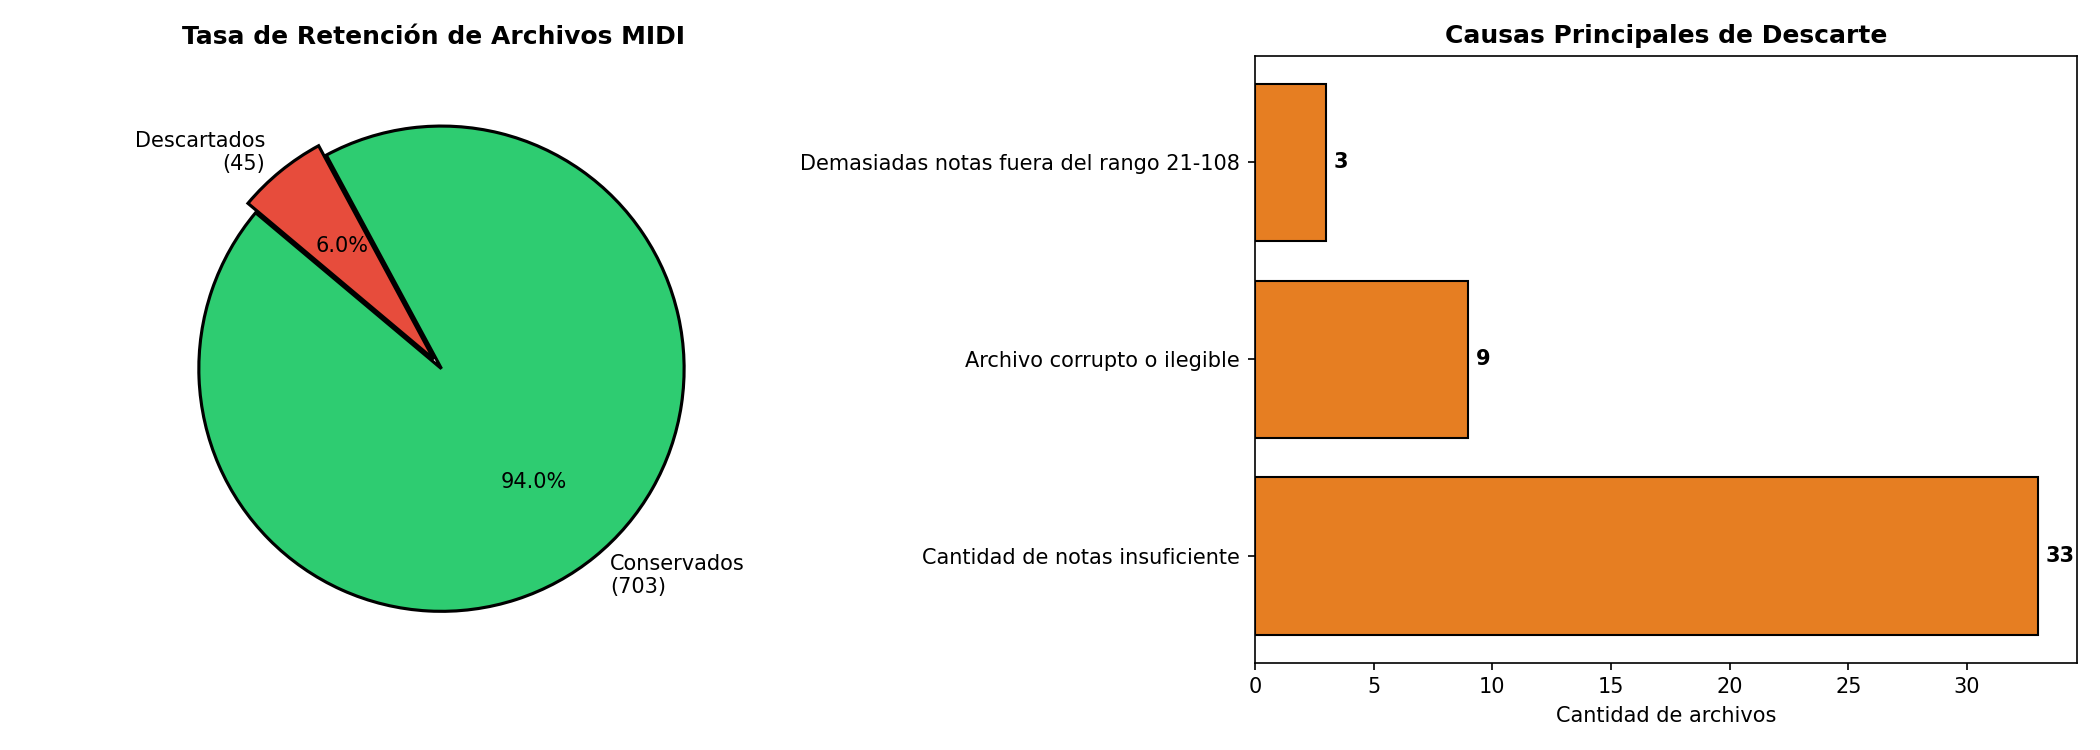 Tasa de Retención de Archivos MIDI
Descartados
(45)
6.0%
94.0%
Conservados
(703)
Causas Principales de Descarte
Demasiadas notas fuera del rango 21-108
3
Archivo corrupto o ilegible
9
Cantidad de notas insuficiente
33
0 5 10 15 20 25 30
Cantidad de archivos